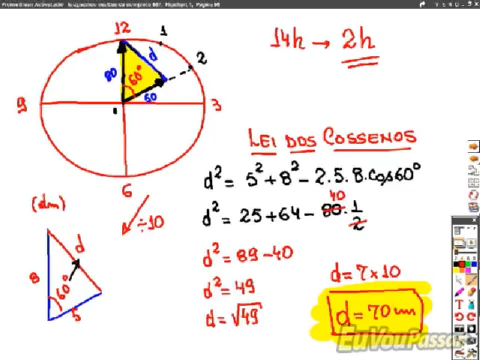 12
1
14h → 2h
d
2
80
60°
60
9
3
LEI DOS COSSENOS
d² = 5² + 8² - 2.5.8.cos60°
6
(dm)
÷10
40
d² = 25 + 64 - 80 . 1/2
d
8
d² = 89 - 40
60°
d = 7 x 10
d² = 49
5
d = 70 mm
d = √49
EuVouPassar